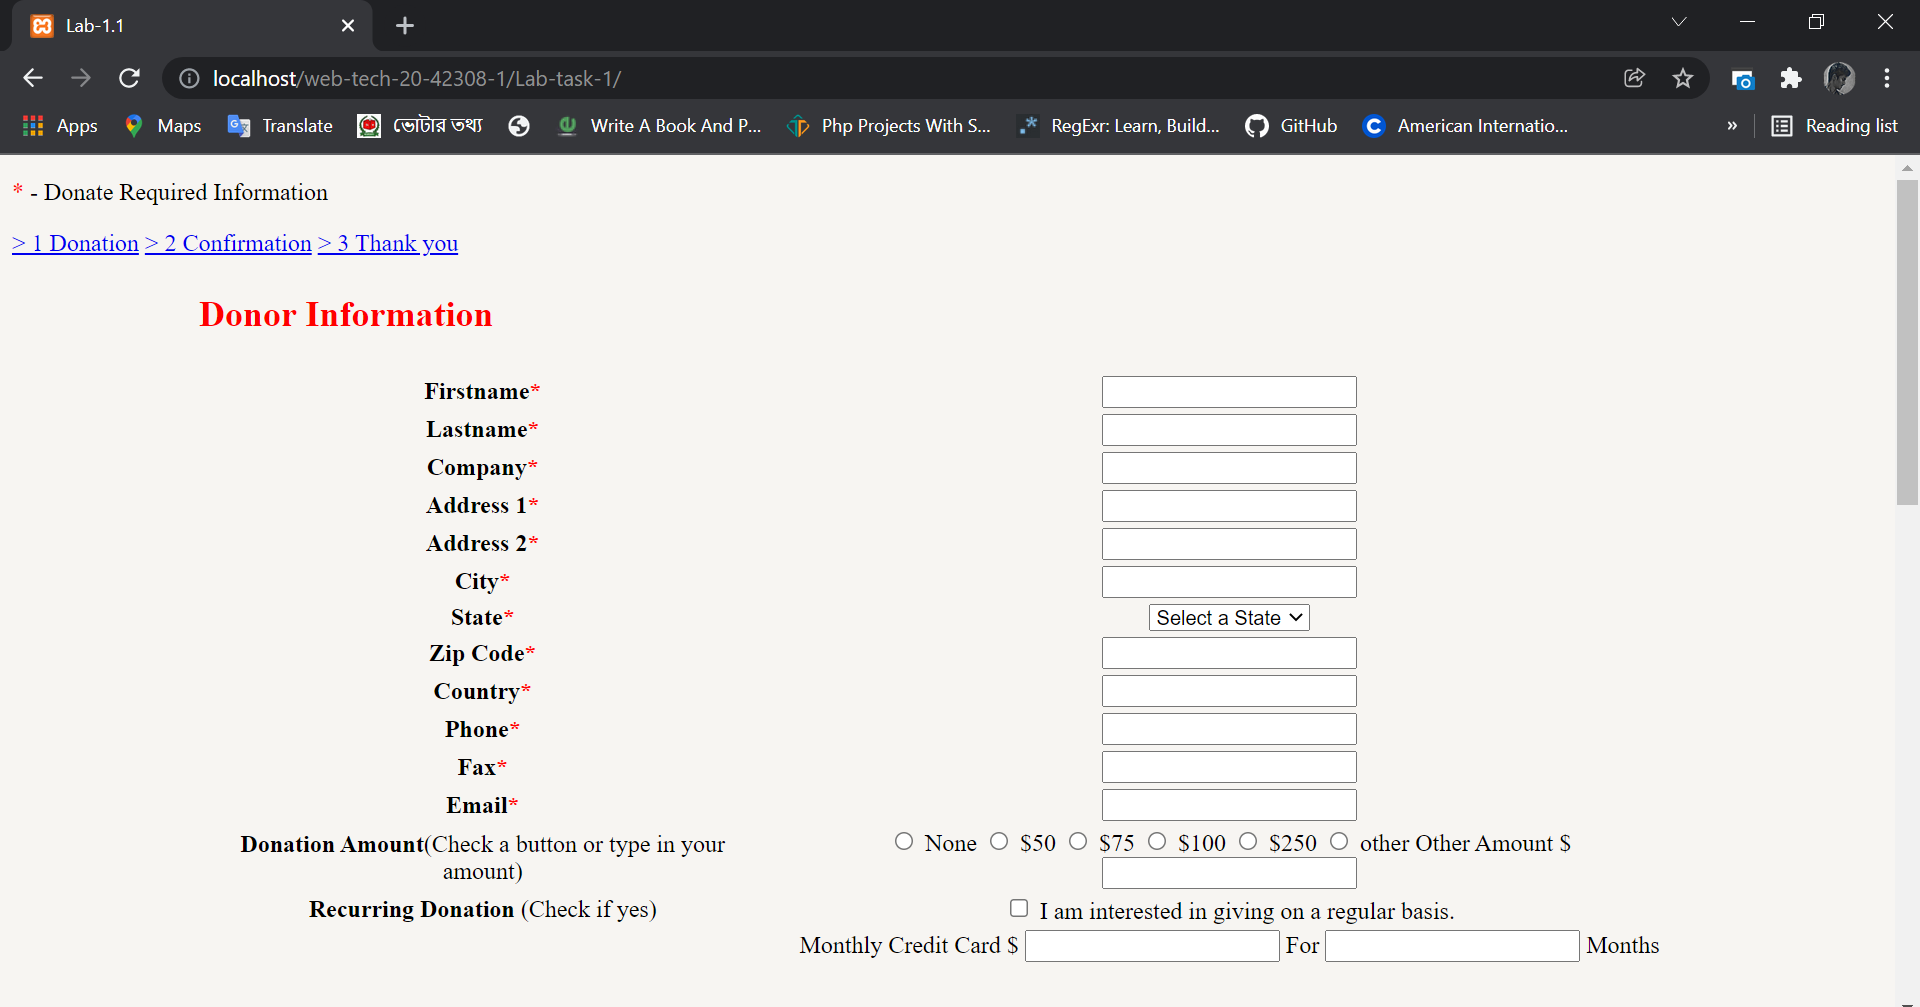 Lab-1.1
localhost/web-tech-20-42308-1/Lab-task-1/
Apps Maps Translate ভোটার তথ্য Write A Book And P... Php Projects With S... RegExr: Learn, Build... GitHub American Internatio... » Reading list
* - Donate Required Information
> 1 Donation > 2 Confirmation > 3 Thank you
Donor Information
Firstname*
Lastname*
Company*
Address 1*
Address 2*
City*
State* Select a State
Zip Code*
Country*
Phone*
Fax*
Email*
Donation Amount(Check a button or type in your amount) None $50 $75 $100 $250 other Other Amount $
Recurring Donation (Check if yes) I am interested in giving on a regular basis.
Monthly Credit Card $ For Months